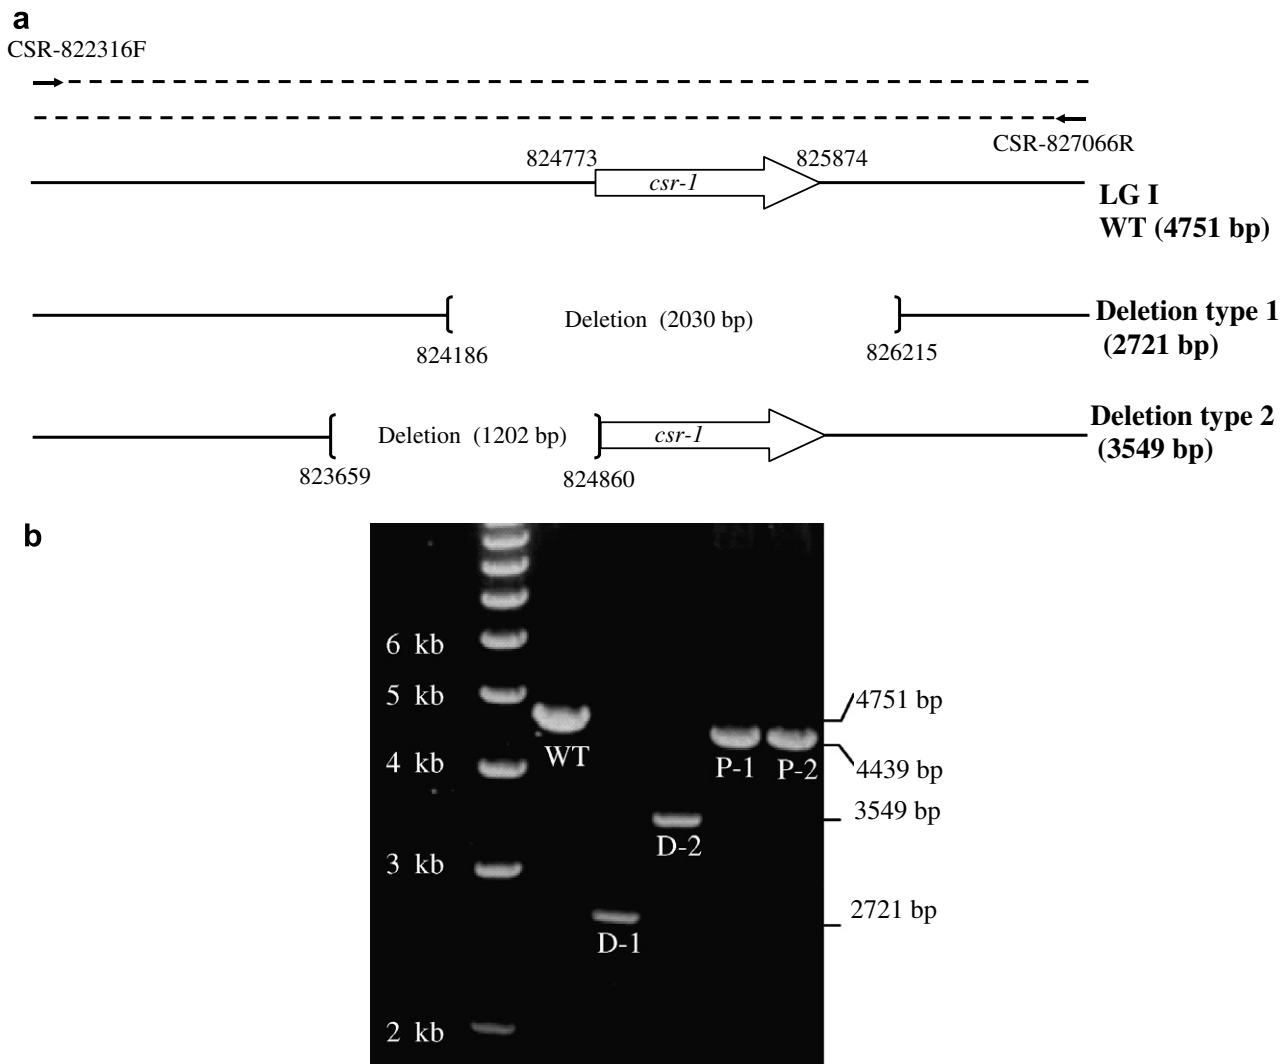 a
CSR-822316F
CSR-827066R
824773
825874
csr-1
LG I
WT (4751 bp)
Deletion (2030 bp)
824186
826215
Deletion type 1
(2721 bp)
Deletion (1202 bp)
csr-1
823659
824860
Deletion type 2
(3549 bp)
b
6 kb
5 kb
4 kb
3 kb
2 kb
WT
D-1
D-2
P-1
P-2
4751 bp
4439 bp
3549 bp
2721 bp